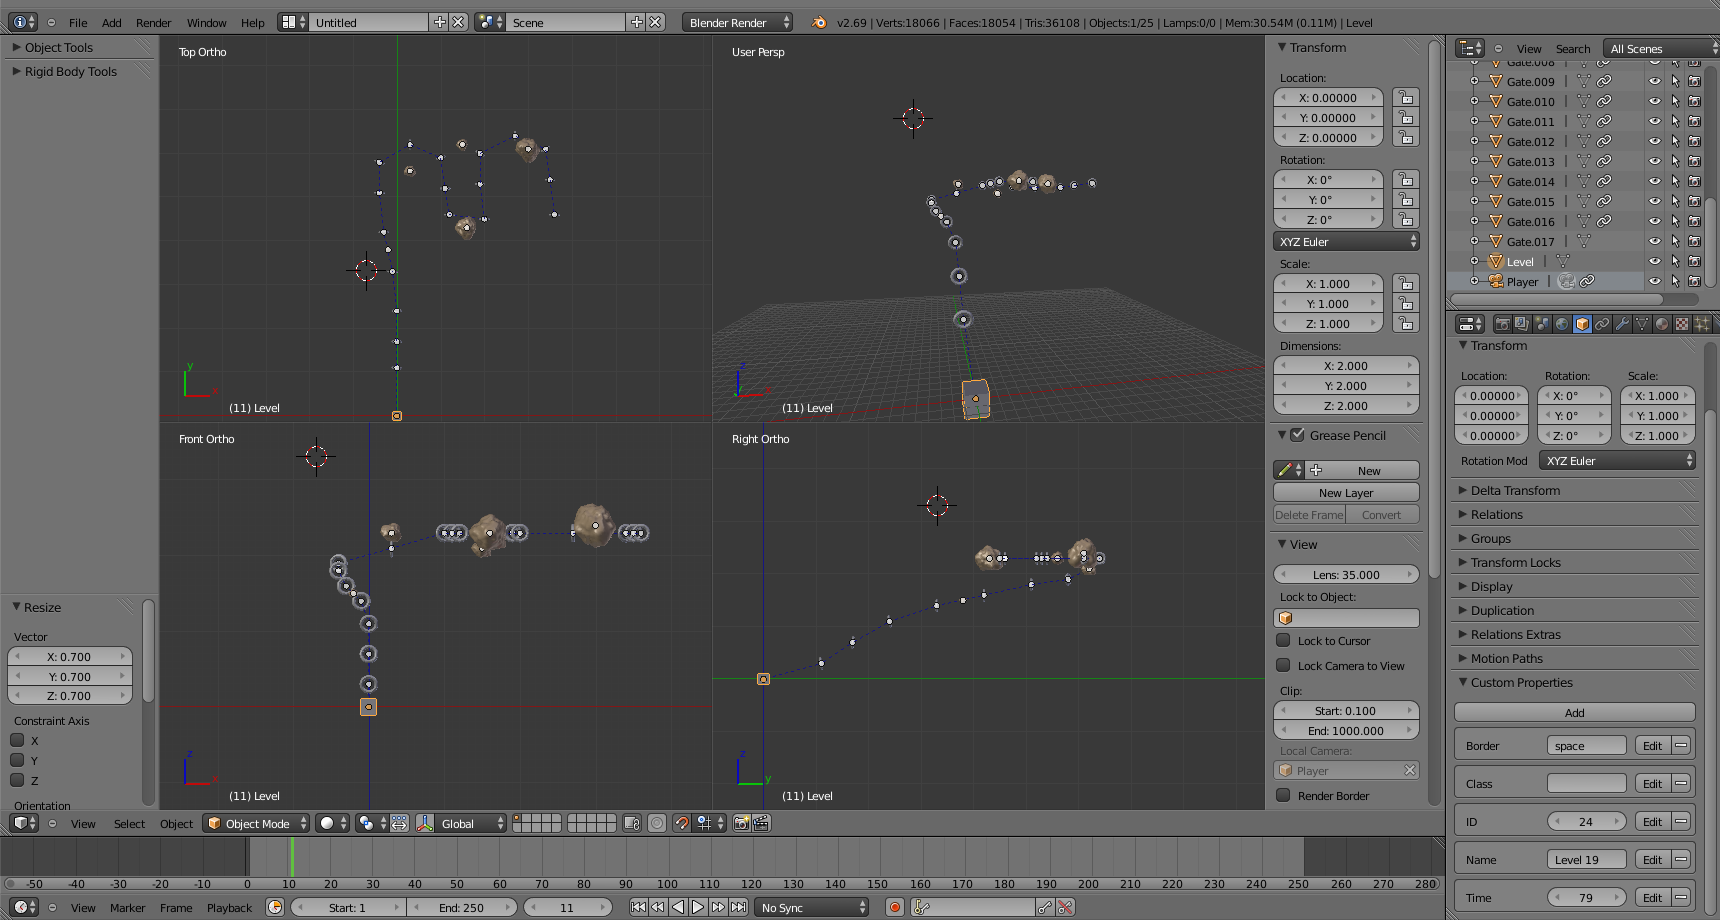 File Add Render Window Help Untitled Scene Blender Render v2.69 | Verts:18066 | Faces:18054 | Tris:36108 | Objects:1/25 | Lamps:0/0 | Mem:30.54M (0.11M) | Level
Object Tools
Rigid Body Tools
Resize
Vector
X: 0.700
Y: 0.700
Z: 0.700
Constraint Axis
X
Y
Z
Orientation
Top Ortho
y
x
(11) Level
User Persp
z
(11) Level
Front Ortho
z
x
(11) Level
Right Ortho
z
y
(11) Level
Transform
Location:
X: 0.00000
Y: 0.00000
Z: 0.00000
Rotation:
X: 0°
Y: 0°
Z: 0°
XYZ Euler
Scale:
X: 1.000
Y: 1.000
Z: 1.000
Dimensions:
X: 2.000
Y: 2.000
Z: 2.000
Grease Pencil
New
New Layer
Delete Frame Convert
View
Lens: 35.000
Lock to Object:
Lock to Cursor
Lock Camera to View
Clip:
Start: 0.100
End: 1000.000
Local Camera:
Player
Render Border
View Search All Scenes
Gate.008
Gate.009
Gate.010
Gate.011
Gate.012
Gate.013
Gate.014
Gate.015
Gate.016
Gate.017
Level
Player
Transform
Location: Rotation: Scale:
0.00000 X: 0° X: 1.000
0.00000 Y: 0° Y: 1.000
0.00000 Z: 0° Z: 1.000
Rotation Mod XYZ Euler
Delta Transform
Relations
Groups
Transform Locks
Display
Duplication
Relations Extras
Motion Paths
Custom Properties
Add
Border space Edit
Class Edit
ID 24 Edit
Name Level 19 Edit
Time 79 Edit
View Select Object Object Mode Global
-50 -40 -30 -20 -10 0 10 20 30 40 50 60 70 80 90 100 110 120 130 140 150 160 170 180 190 200 210 220 230 240 250 260 270 280
View Marker Frame Playback Start: 1 End: 250 11 No Sync